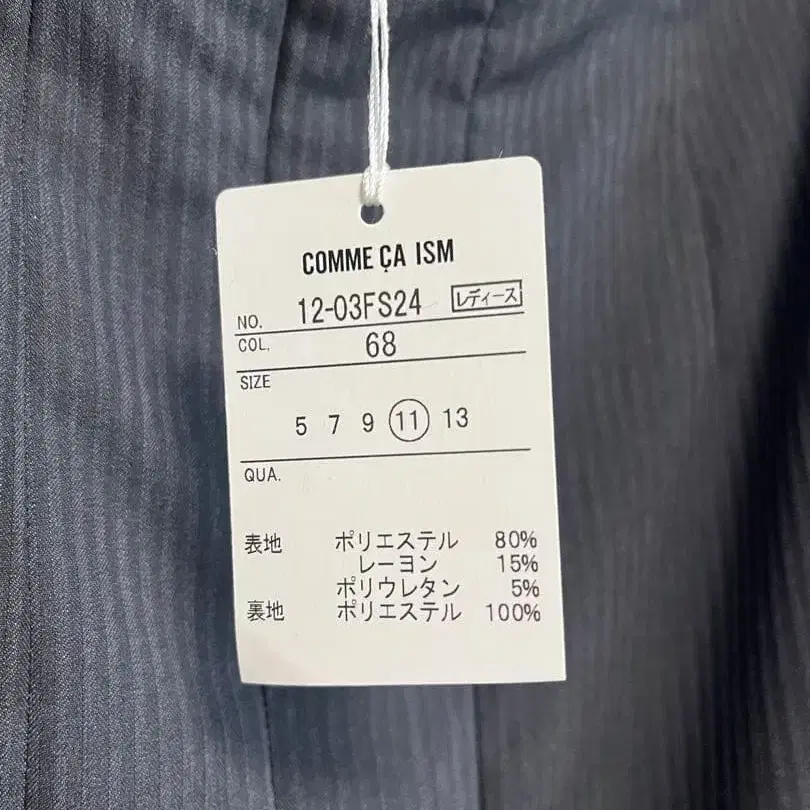 COMME ÇA ISM
NO. 12-03FS24 レディース
COL. 68
SIZE
5 7 9 11 13
QUA.
表地 ポリエステル 80%
レーヨン 15%
ポリウレタン 5%
裏地 ポリエステル 100%